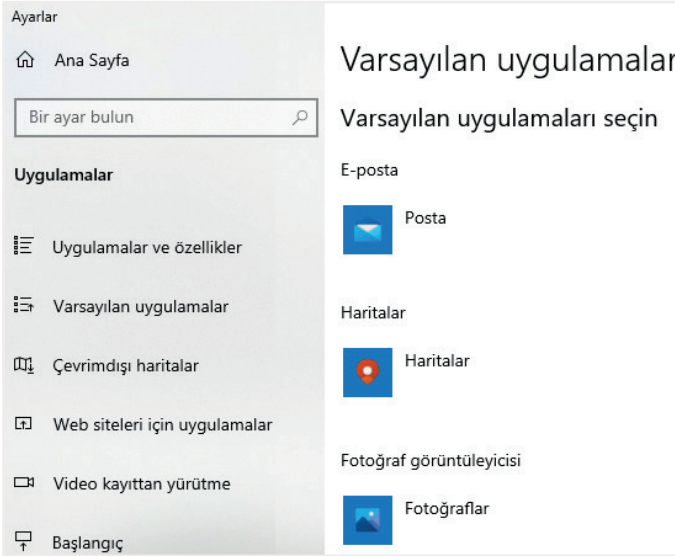 Ayarlar
Ana Sayfa
Bir ayar bulun
Uygulamalar
Uygulamalar ve özellikler
Varsayılan uygulamalar
Çevrimdışı haritalar
Web siteleri için uygulamalar
Video kayıttan yürütme
Başlangıç
Varsayılan uygulamalar
Varsayılan uygulamaları seçin
E-posta
Posta
Haritalar
Haritalar
Fotoğraf görüntüleyicisi
Fotoğraflar